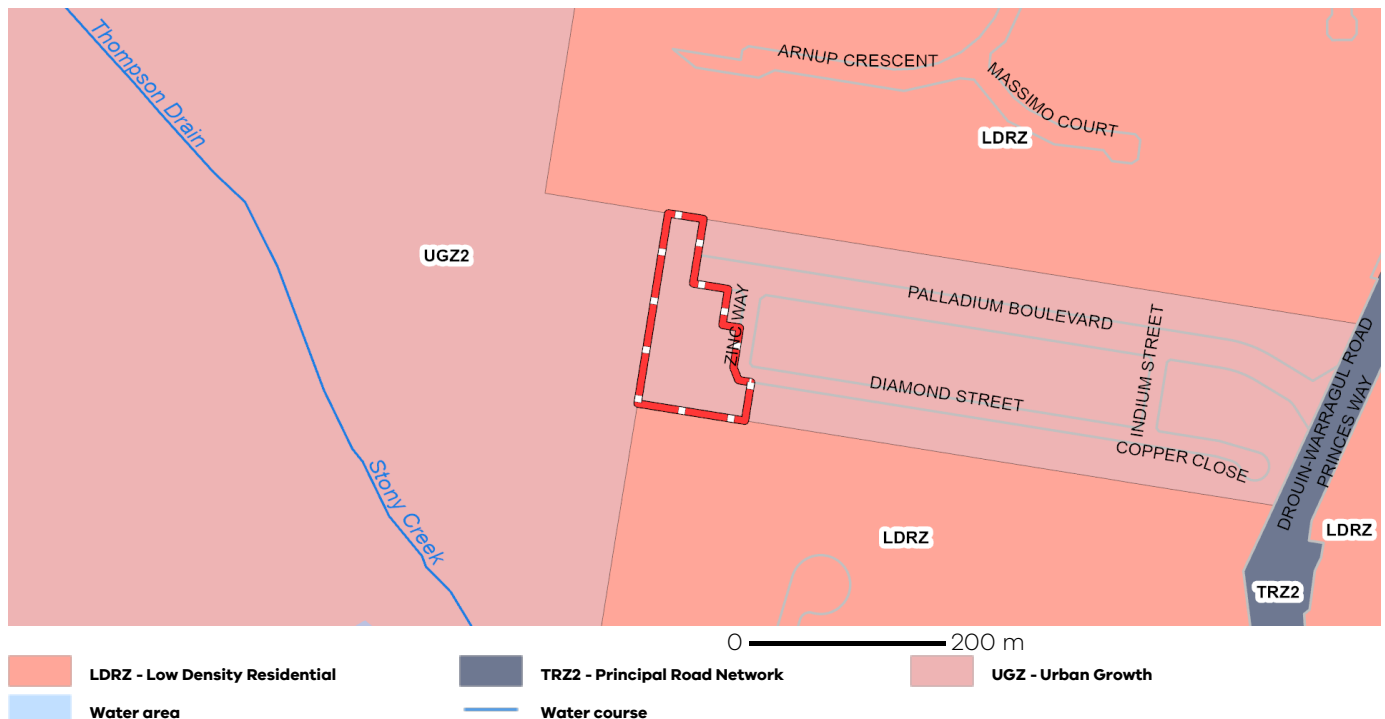 Thompson Drain
ARNUP CRESCENT
MASSIMO COURT
LDRZ
UGZ2
ZINC WAY
PALLADIUM BOULEVARD
INDIUM STREET
DIAMOND STREET
COPPER CLOSE
DROUIN-WARRAGUL ROAD
PRINCES WAY
Stony Creek
LDRZ
LDRZ
TRZ2
0 200 m
LDRZ - Low Density Residential
TRZ2 - Principal Road Network
UGZ - Urban Growth
Water area
Water course